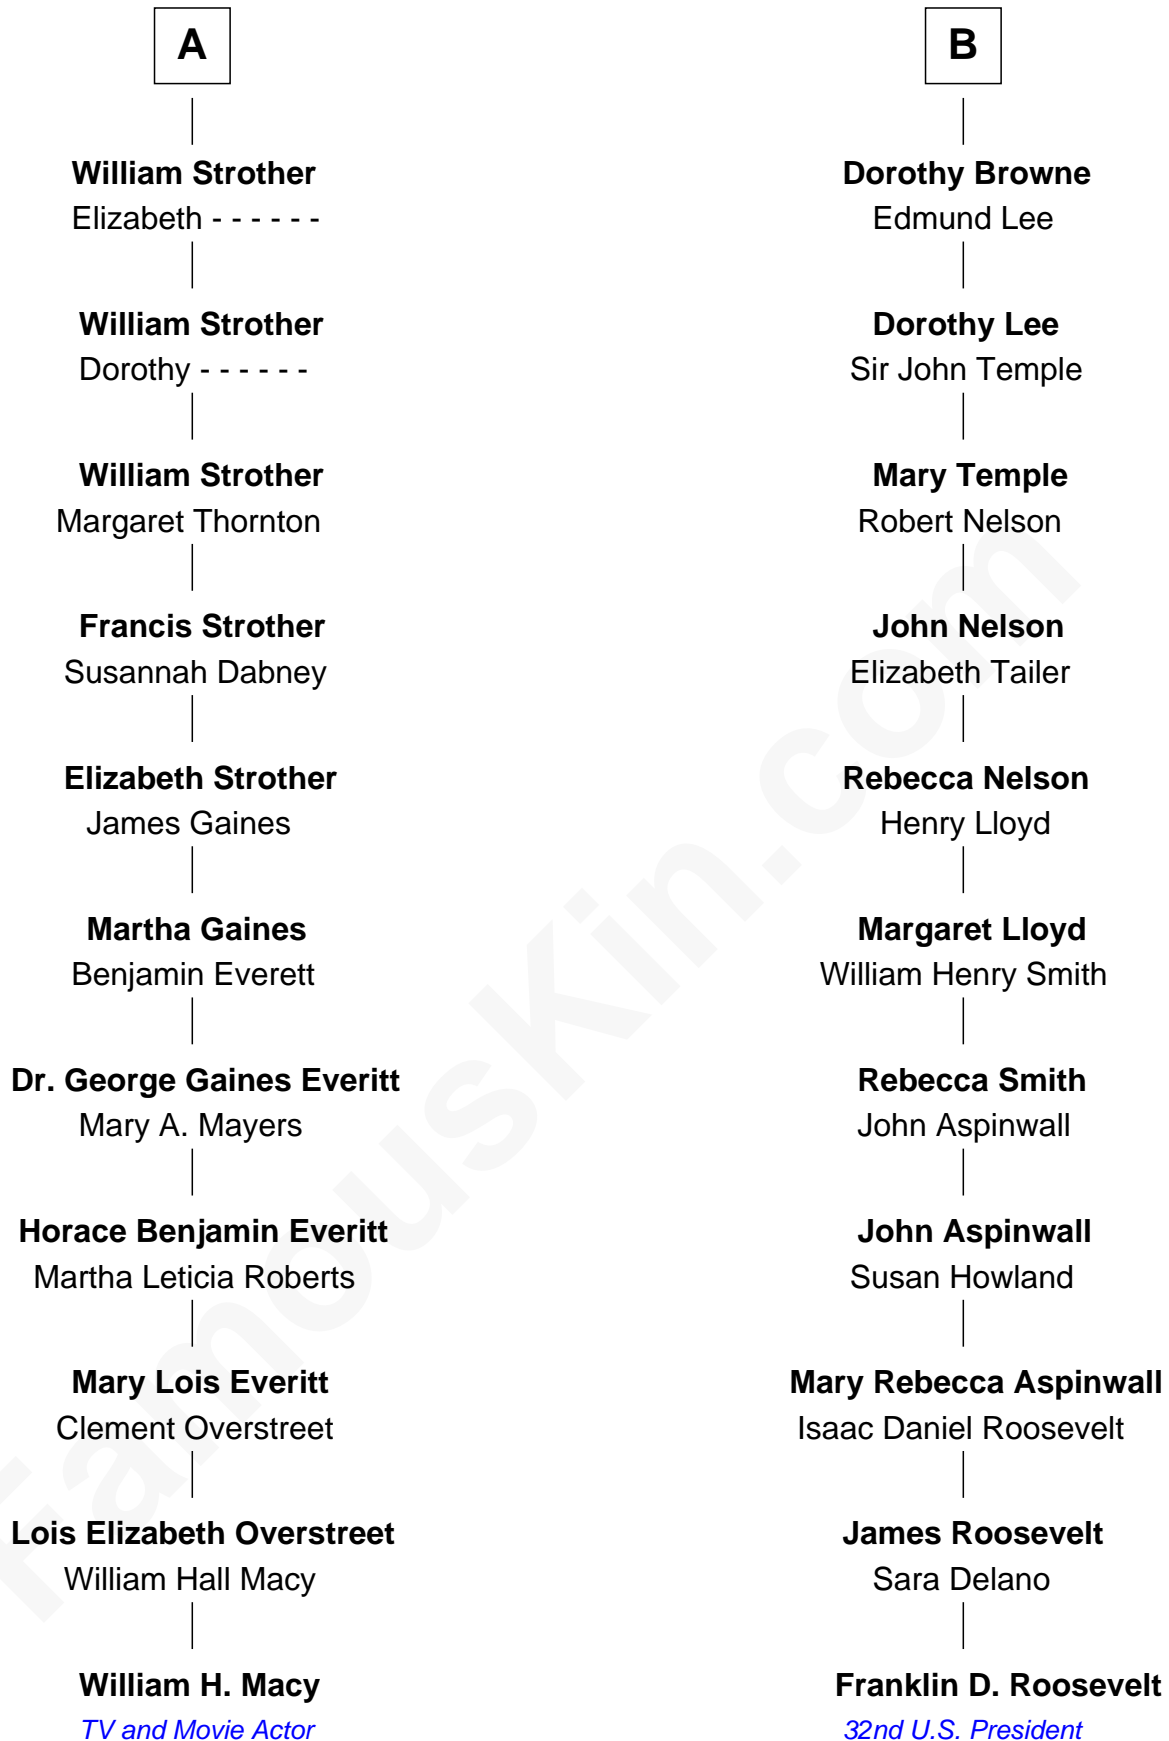 A
William Strother
Elizabeth - - - - - -
William Strother
Dorothy - - - - - -
William Strother
Margaret Thornton
Francis Strother
Susannah Dabney
Elizabeth Strother
James Gaines
Martha Gaines
Benjamin Everett
Dr. George Gaines Everitt
Mary A. Mayers
Horace Benjamin Everitt
Martha Leticia Roberts
Mary Lois Everitt
Clement Overstreet
Lois Elizabeth Overstreet
William Hall Macy
William H. Macy
TV and Movie Actor
B
Dorothy Browne
Edmund Lee
Dorothy Lee
Sir John Temple
Mary Temple
Robert Nelson
John Nelson
Elizabeth Tailer
Rebecca Nelson
Henry Lloyd
Margaret Lloyd
William Henry Smith
Rebecca Smith
John Aspinwall
John Aspinwall
Susan Howland
Mary Rebecca Aspinwall
Isaac Daniel Roosevelt
James Roosevelt
Sara Delano
Franklin D. Roosevelt
32nd U.S. President
FamousKin.com